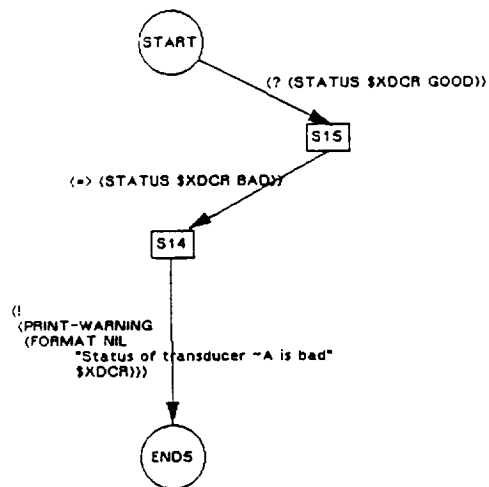 START
(? (STATUS $XDCR GOOD))
S15
(=> (STATUS $XDCR BAD))
S14
(!
(PRINT-WARNING
(FORMAT NIL
"Status of transducer ~A is bad"
$XDCR)))
END5